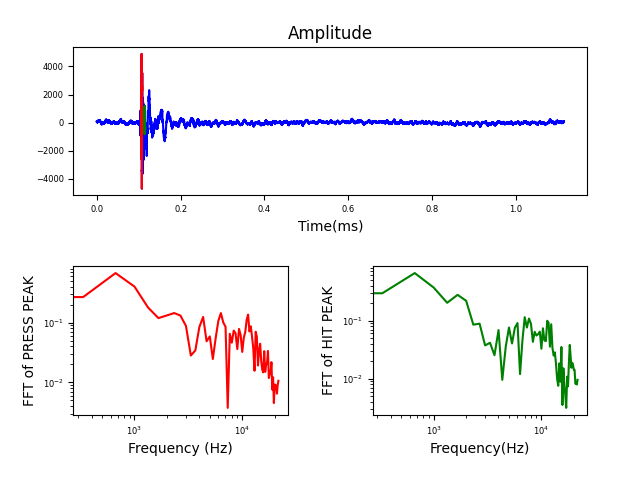 Amplitude
4000
2000
0
−2000
−4000
0.0 0.2 0.4 0.6 0.8 1.0
Time(ms)
FFT of PRESS PEAK
10⁻¹
10⁻²
10³ 10⁴
Frequency (Hz)
FFT of HIT PEAK
10⁻¹
10⁻²
10³ 10⁴
Frequency(Hz)